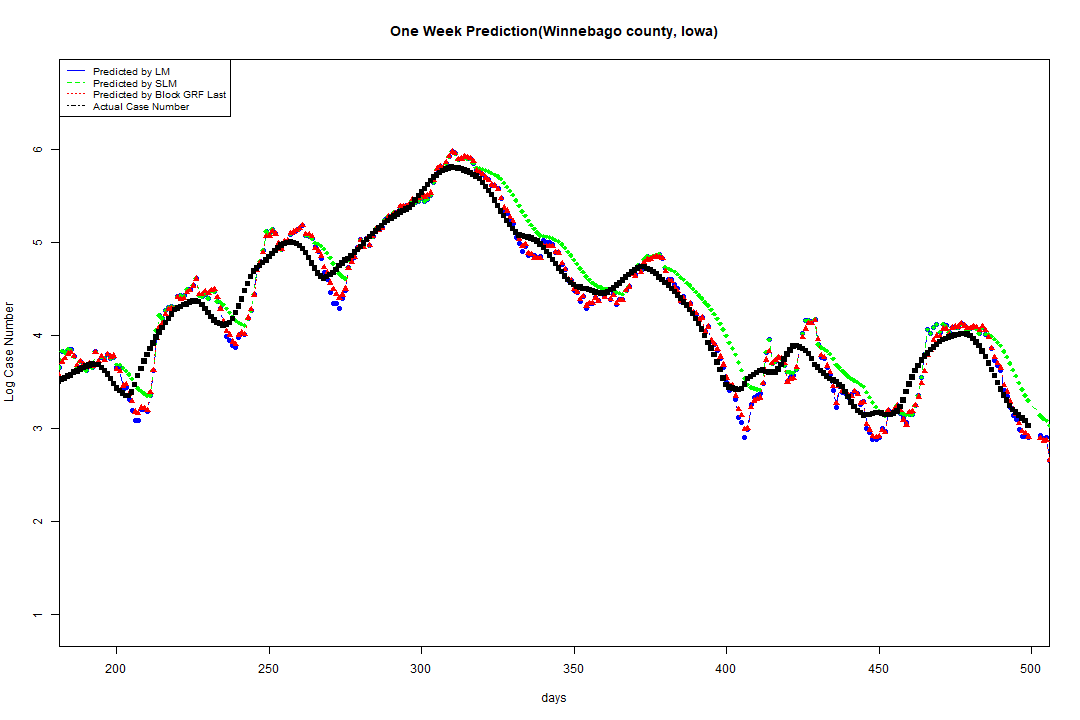 One Week Prediction(Winnebago county, Iowa)
Predicted by LM
Predicted by SLM
Predicted by Block GRF Last
Actual Case Number
Log Case Number
6
5
4
3
2
1
200 250 300 350 400 450 500
days